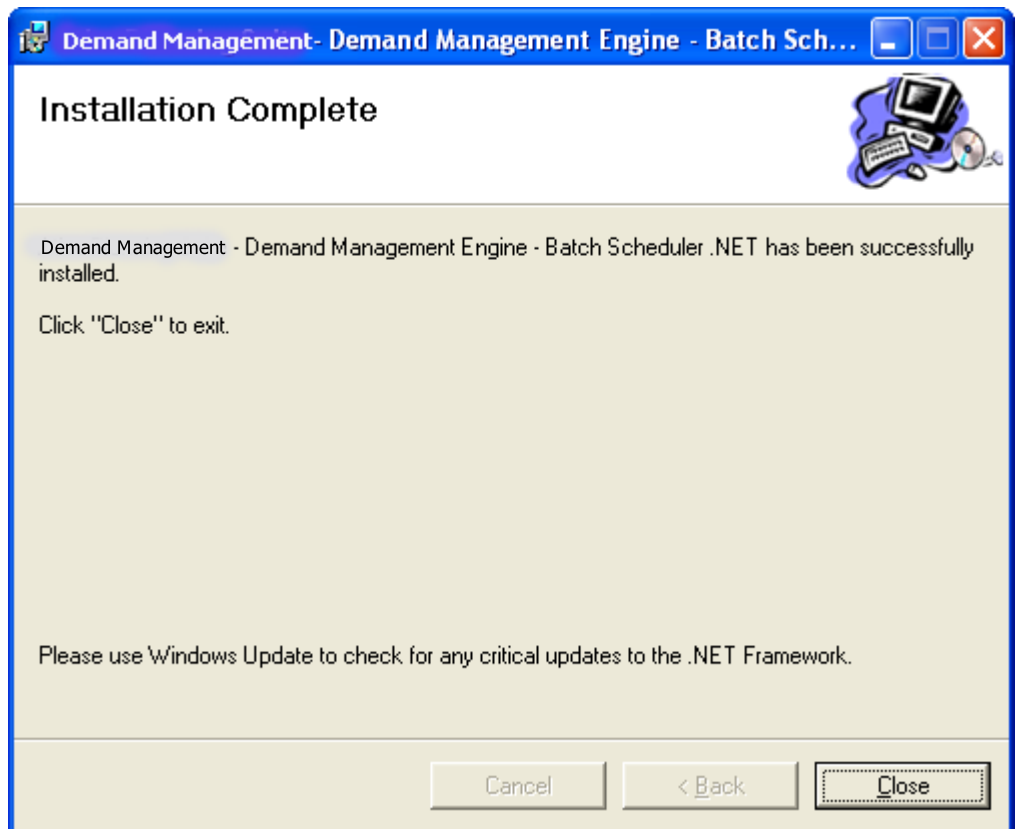 Demand Management- Demand Management Engine - Batch Sch...
Installation Complete
Demand Management - Demand Management Engine - Batch Scheduler .NET has been successfully
installed.
Click "Close" to exit.
Please use Windows Update to check for any critical updates to the .NET Framework.
Cancel
< Back
Close